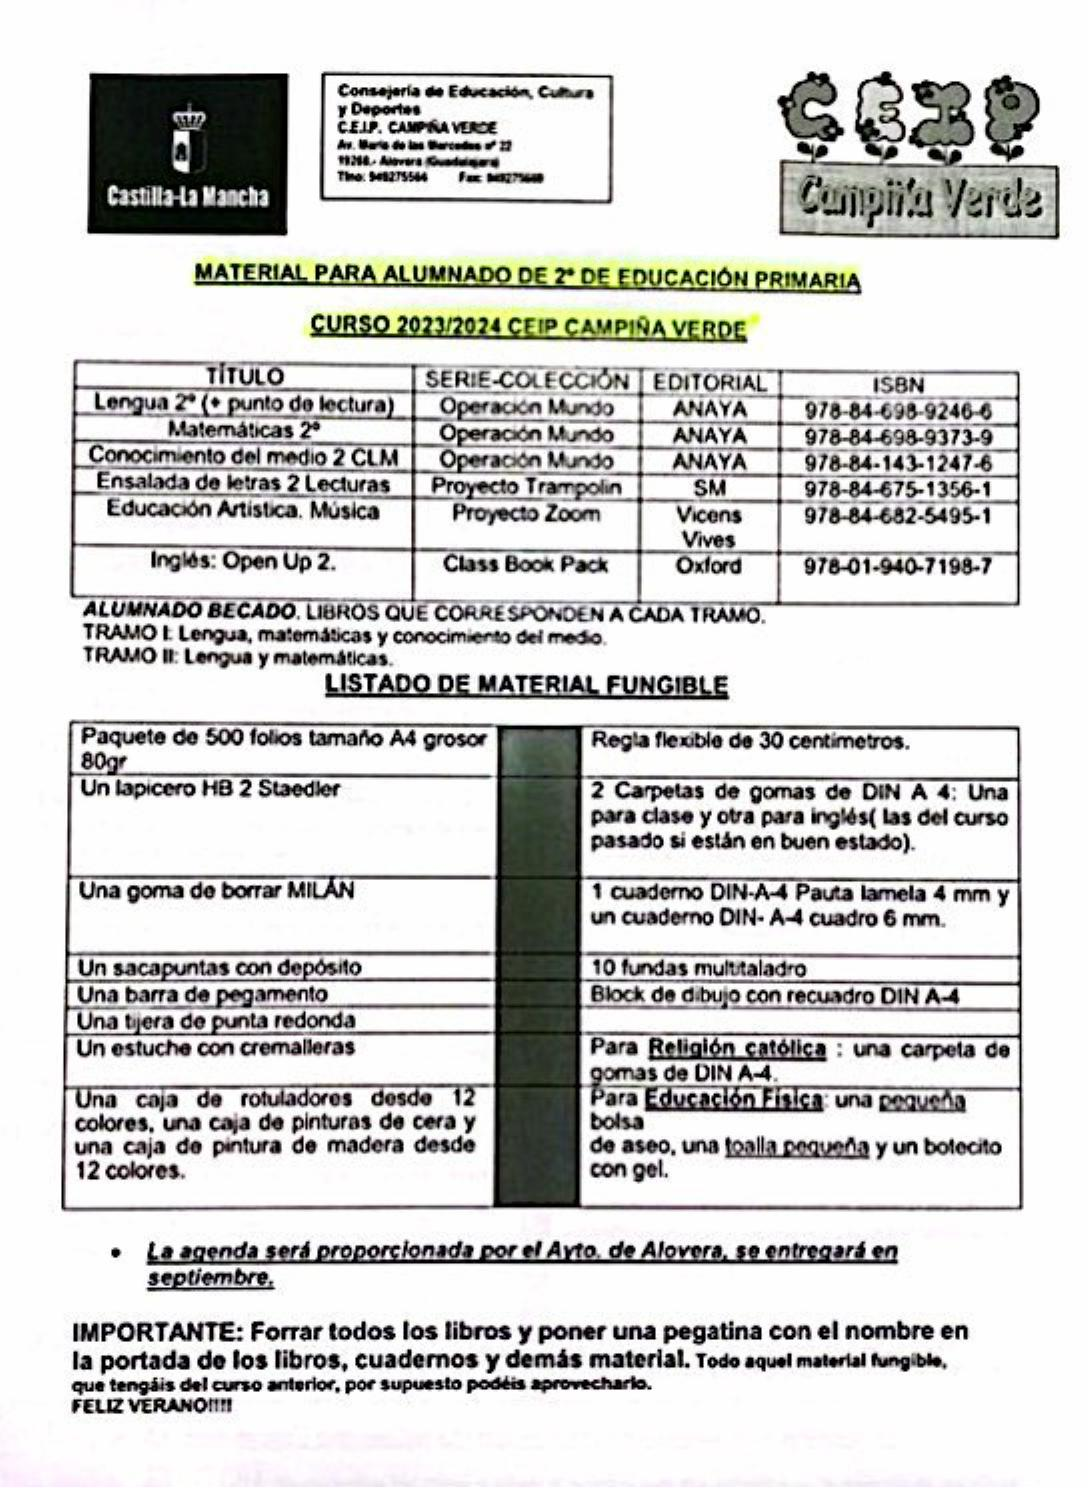 Castilla-La Mancha
Consejería de Educación, Cultura
y Deportes
C.E.I.P. CAMPIÑA VERDE
Av. María de las Mercedes nº 22
19208.- Alovera (Guadalajara)
Tlno: 949275564 Fax:
CEIP
Campiña Verde
MATERIAL PARA ALUMNADO DE 2º DE EDUCACIÓN PRIMARIA
CURSO 2023/2024 CEIP CAMPIÑA VERDE
TÍTULO SERIE-COLECCIÓN EDITORIAL ISBN
Lengua 2º (+ punto de lectura) Operación Mundo ANAYA 978-84-698-9246-6
Matemáticas 2º Operación Mundo ANAYA 978-84-698-9373-9
Conocimiento del medio 2 CLM Operación Mundo ANAYA 978-84-143-1247-6
Ensalada de letras 2 Lecturas Proyecto Trampolin SM 978-84-675-1356-1
Educación Artística. Música Proyecto Zoom Vicens 978-84-682-5495-1
Vives
Inglés: Open Up 2. Class Book Pack Oxford 978-01-940-7198-7
ALUMNADO BECADO. LIBROS QUE CORRESPONDEN A CADA TRAMO.
TRAMO I: Lengua, matemáticas y conocimiento del medio.
TRAMO II: Lengua y matemáticas.
LISTADO DE MATERIAL FUNGIBLE
Paquete de 500 folios tamaño A4 grosor
80gr
Regla flexible de 30 centímetros.
Un lapicero HB 2 Staedler
2 Carpetas de gomas de DIN A 4: Una
para clase y otra para inglés( las del curso
pasado si están en buen estado).
Una goma de borrar MILÁN
1 cuaderno DIN-A-4 Pauta lamela 4 mm y
un cuaderno DIN- A-4 cuadro 6 mm.
Un sacapuntas con depósito
10 fundas multitaladro
Una barra de pegamento
Block de dibujo con recuadro DIN A-4
Una tijera de punta redonda
Un estuche con cremalleras
Para Religión católica : una carpeta de
gomas de DIN A-4.
Una caja de rotuladores desde 12
colores, una caja de pinturas de cera y
una caja de pintura de madera desde
12 colores.
Para Educación Física: una pequeña
bolsa
de aseo, una toalla pequeña y un botecito
con gel.
• La agenda será proporcionada por el Ayto. de Alovera, se entregará en
septiembre.
IMPORTANTE: Forrar todos los libros y poner una pegatina con el nombre en
la portada de los libros, cuadernos y demás material. Todo aquel material fungible,
que tengáis del curso anterior, por supuesto podéis aprovecharlo.
FELIZ VERANO!!!!